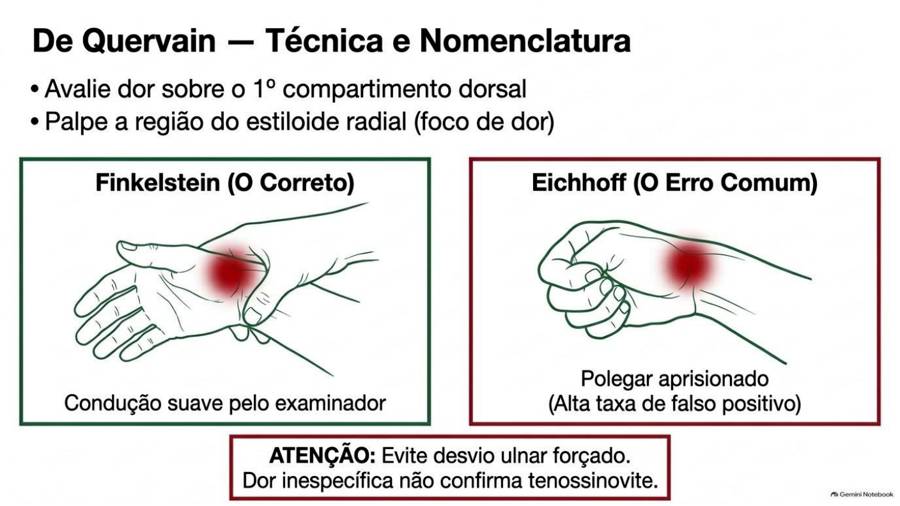 De Quervain — Técnica e Nomenclatura
• Avalie dor sobre o 1º compartimento dorsal
• Palpe a região do estiloide radial (foco de dor)
Finkelstein (O Correto)
Condução suave pelo examinador
Eichhoff (O Erro Comum)
Polegar aprisionado
(Alta taxa de falso positivo)
ATENÇÃO: Evite desvio ulnar forçado.
Dor inespecífica não confirma tenossinovite.
Gemini Notebook